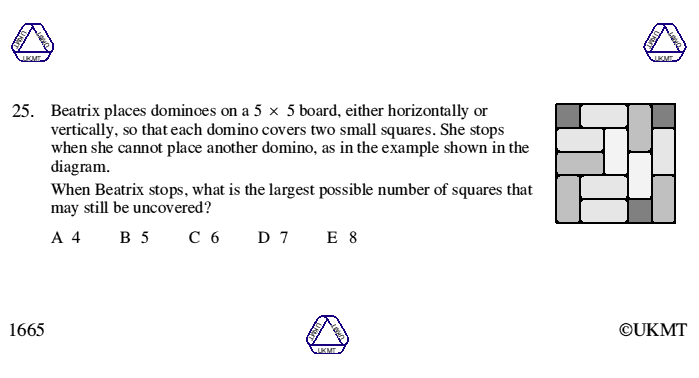 UKMT UKMT UKMT UKMT UKMT UKMT
25. Beatrix places dominoes on a 5 × 5 board, either horizontally or
vertically, so that each domino covers two small squares. She stops
when she cannot place another domino, as in the example shown in the
diagram.
When Beatrix stops, what is the largest possible number of squares that
may still be uncovered?
A 4 B 5 C 6 D 7 E 8
1665 UKMT UKMT UKMT ©UKMT